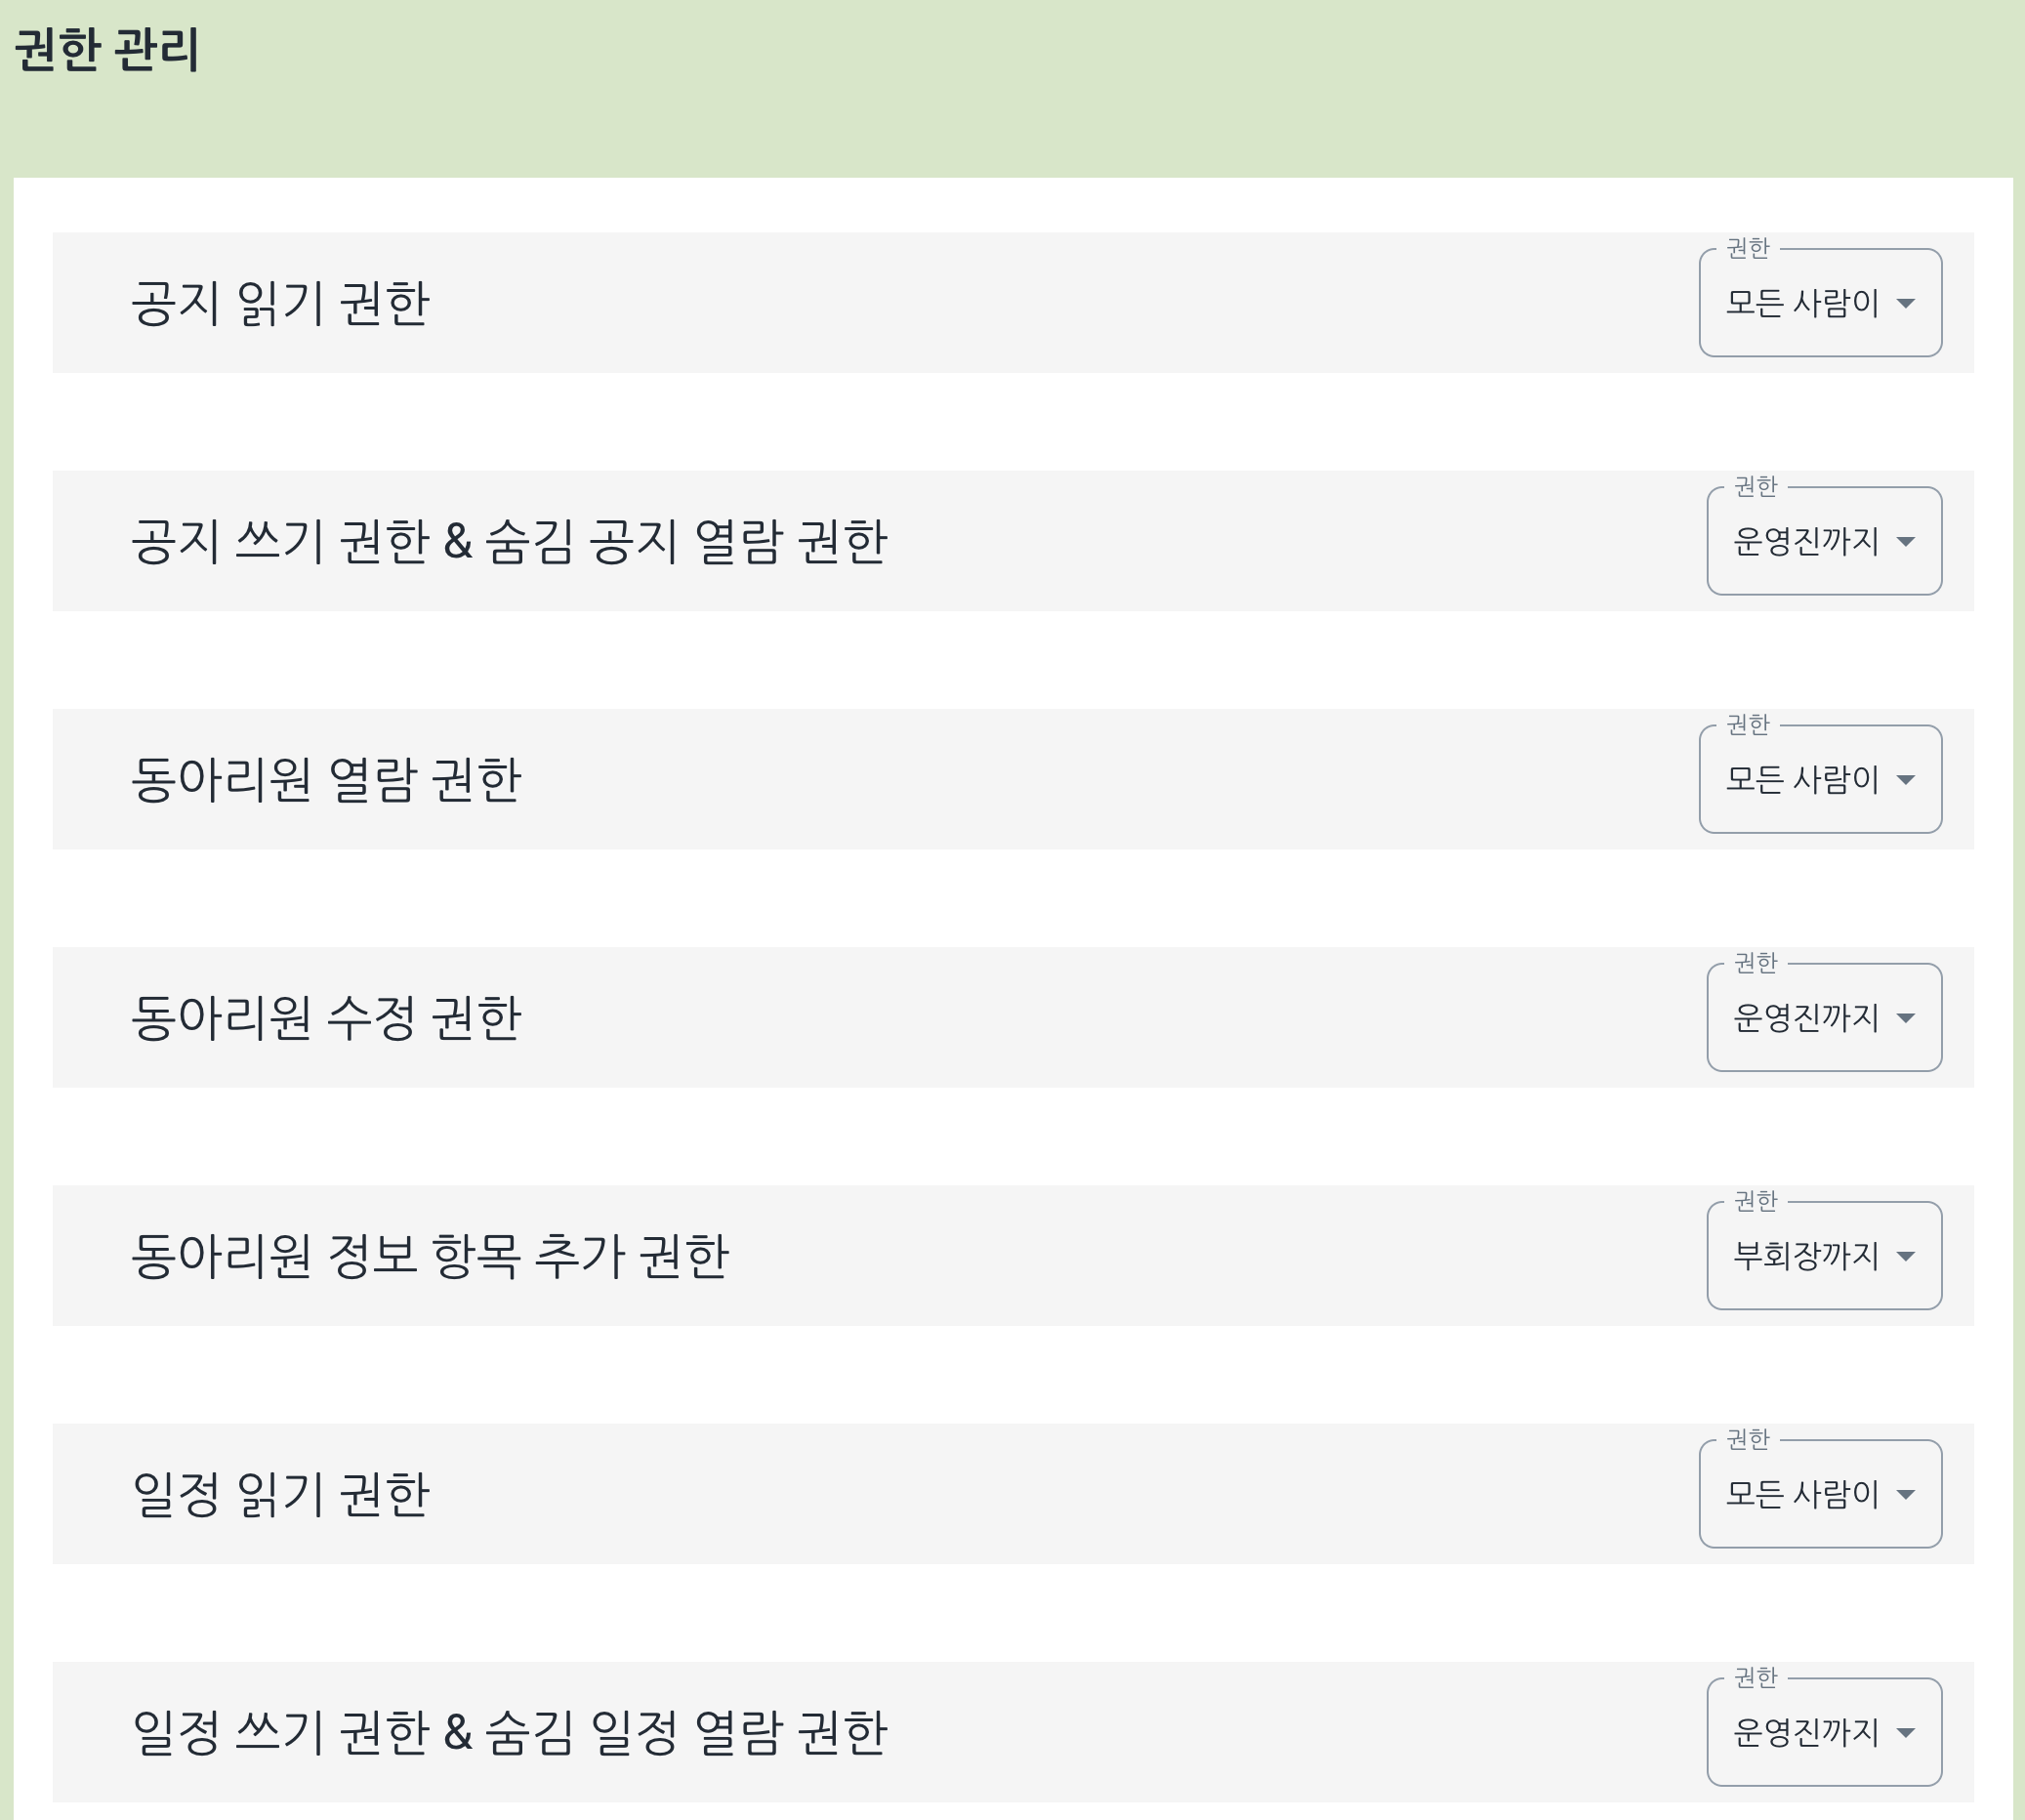 권한 관리
권한
공지 읽기 권한
모든 사람이
권한
공지 쓰기 권한 & 숨김 공지 열람 권한
운영진까지
권한
동아리원 열람 권한
모든 사람이
권한
동아리원 수정 권한
운영진까지
권한
동아리원 정보 항목 추가 권한
부회장까지
권한
일정 읽기 권한
모든 사람이
권한
일정 쓰기 권한 & 숨김 일정 열람 권한
운영진까지